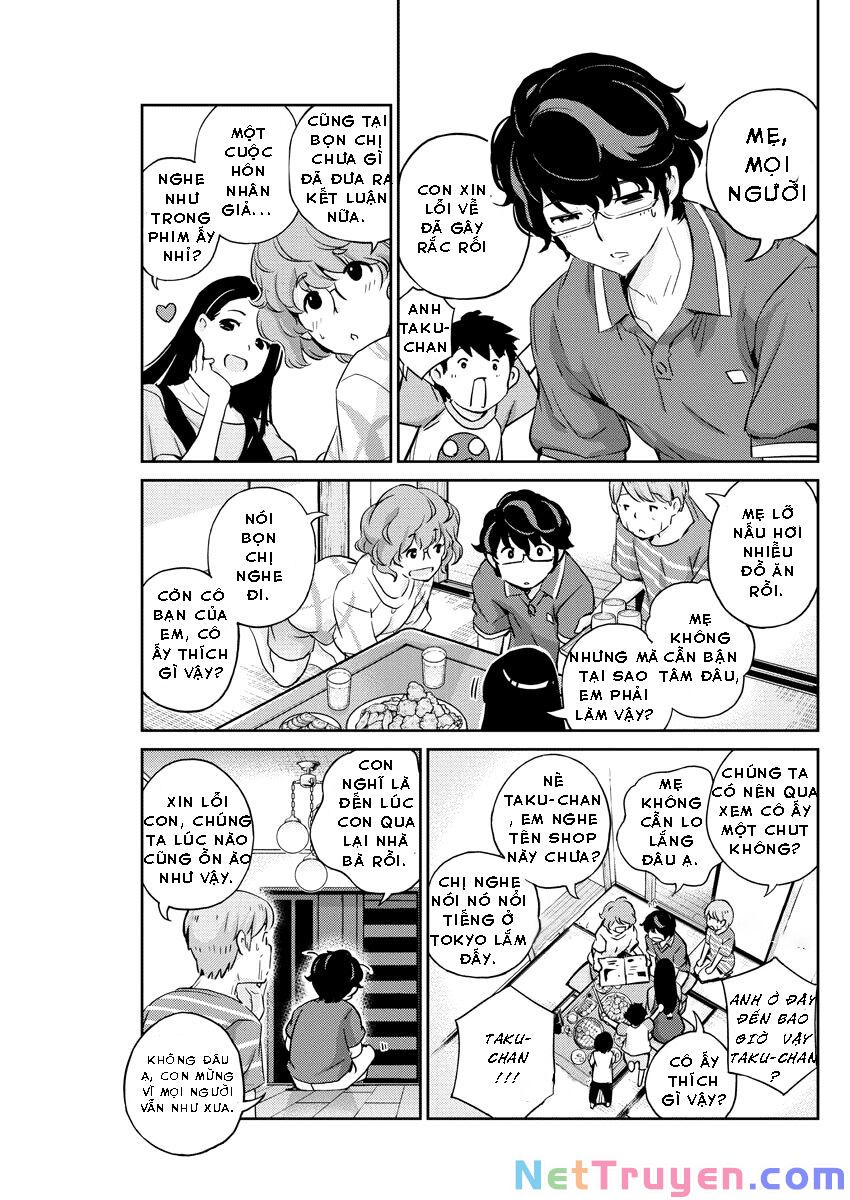 MẸ,
MỌI
NGƯỜI
CON XIN
LỖI VỀ
ĐÃ GÂY
RẮC RỐI
ANH
TAKU-
CHAN
CŨNG TẠI
BỌN CHỊ
CHƯA GÌ
ĐÃ ĐƯA RA
KẾT LUẬN
NỮA.
MỘT
CUỘC
HÔN
NHÂN
GIẢ...
NGHE
NHƯ
TRONG
PHIM ẤY
NHỈ?
MẸ LỠ
NẤU HƠI
NHIỀU
ĐỒ ĂN
RỒI.
MẸ
KHÔNG
CẦN BẬN
TÂM ĐÂU,
NHƯNG MÀ
TẠI SAO
EM PHẢI
LÀM VẬY?
NÓI
BỌN
CHỊ
NGHE
ĐI.
CÒN CÔ
BẠN CỦA
EM, CÔ
ẤY THÍCH
GÌ VẬY?
CHÚNG TA
CÓ NÊN QUA
XEM CÔ ẤY
MỘT CHUT
KHÔNG?
MẸ
KHÔNG
CẦN LO
LẮNG
ĐÂU Ạ.
NÈ
TAKU-CHAN
, EM NGHE
TÊN SHOP
NÀY CHƯA?
CHỊ NGHE
NÓI NÓ NỔI
TIẾNG Ở
TOKYO LẮM
ĐẤY.
ANH Ở ĐÂY
ĐẾN BAO
GIỜ VẬY
TAKU-CHAN
?
CÔ ẤY
THÍCH
GÌ VẬY?
TAKU-
CHAN
!!!
CON
NGHĨ LÀ
ĐẾN LÚC
CON QUA
LẠI NHÀ
BÀ RỒI.
XIN LỖI
CON, CHÚNG
TA LÚC NÀO
CŨNG ỒN ÀO
NHƯ VẬY.
KHÔNG ĐÂU
Ạ, CON MỪNG
VÌ MỌI NGƯỜI
VẪN NHƯ XƯA.
NETTRUYEN.COM